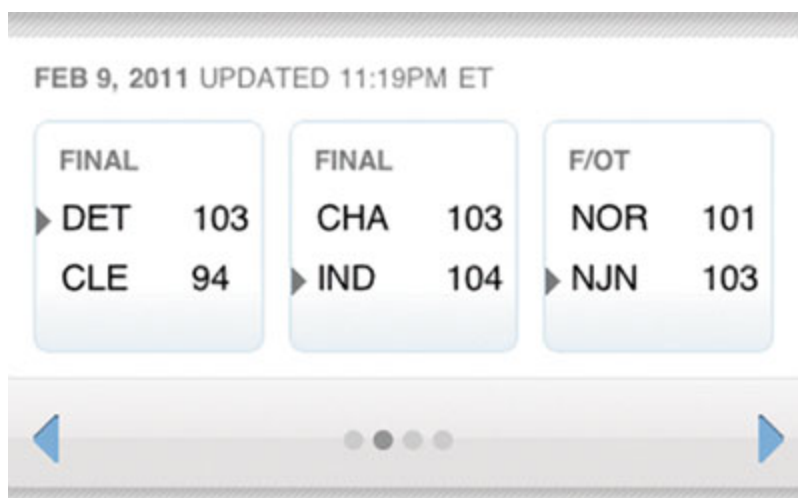 FEB 9, 2011 UPDATED 11:19PM ET
FINAL
DET 103
CLE 94
FINAL
CHA 103
IND 104
F/OT
NOR 101
NJN 103